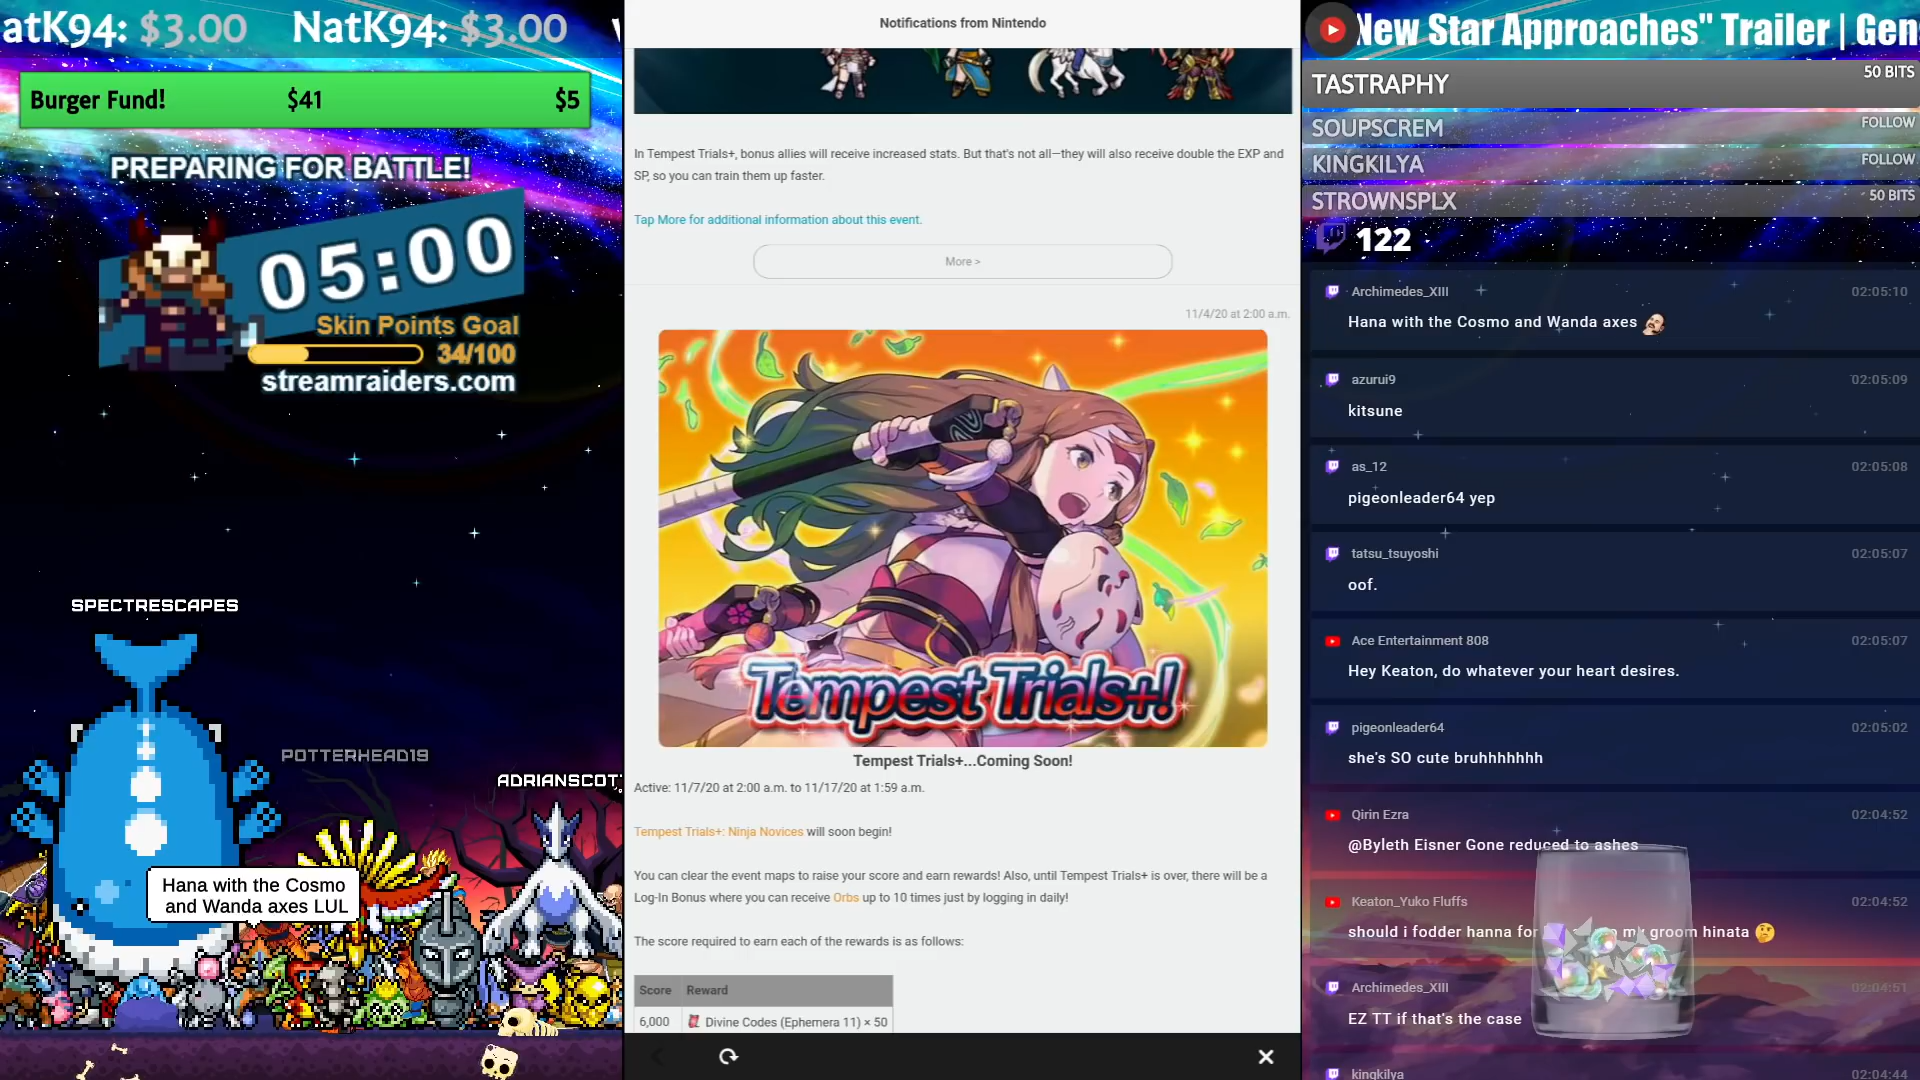 atK94: $3.00 NatK94: $3.00
Burger Fund! $41 $5
PREPARING FOR BATTLE!
05:00
Skin Points Goal
34/100
streamraiders.com
SPECTRESCAPES
POTTERHEAD19
ADRIANSCOT
Hana with the Cosmo
and Wanda axes LUL
Notifications from Nintendo
In Tempest Trials+, bonus allies will receive increased stats. But that's not all—they will also receive double the EXP and
SP, so you can train them up faster.
Tap More for additional information about this event.
More >
11/4/20 at 2:00 a.m.
Tempest Trials+!
Tempest Trials+...Coming Soon!
Active: 11/7/20 at 2:00 a.m. to 11/17/20 at 1:59 a.m.
Tempest Trials+: Ninja Novices will soon begin!
You can clear the event maps to raise your score and earn rewards! Also, until Tempest Trials+ is over, there will be a
Log-In Bonus where you can receive Orbs up to 10 times just by logging in daily!
The score required to earn each of the rewards is as follows:
Score Reward
6,000 Divine Codes (Ephemera 11) × 50
New Star Approaches" Trailer | Gen
TASTRAPHY 50 BITS
SOUPSCREM FOLLOW
KINGKILYA FOLLOW
STROWNSPLX 50 BITS
122
Archimedes_XIII 02:05:10
Hana with the Cosmo and Wanda axes
azurui9 02:05:09
kitsune
as_12 02:05:08
pigeonleader64 yep
tatsu_tsuyoshi 02:05:07
oof.
Ace Entertainment 808 02:05:07
Hey Keaton, do whatever your heart desires.
pigeonleader64 02:05:02
she's SO cute bruhhhhhhh
Qirin Ezra 02:04:52
@Byleth Eisner Gone reduced to ashes
Keaton_Yuko Fluffs 02:04:52
should i fodder hanna for my groom hinata 🤔
Archimedes_XIII 02:04:51
EZ TT if that's the case
kingkilya 02:04:44